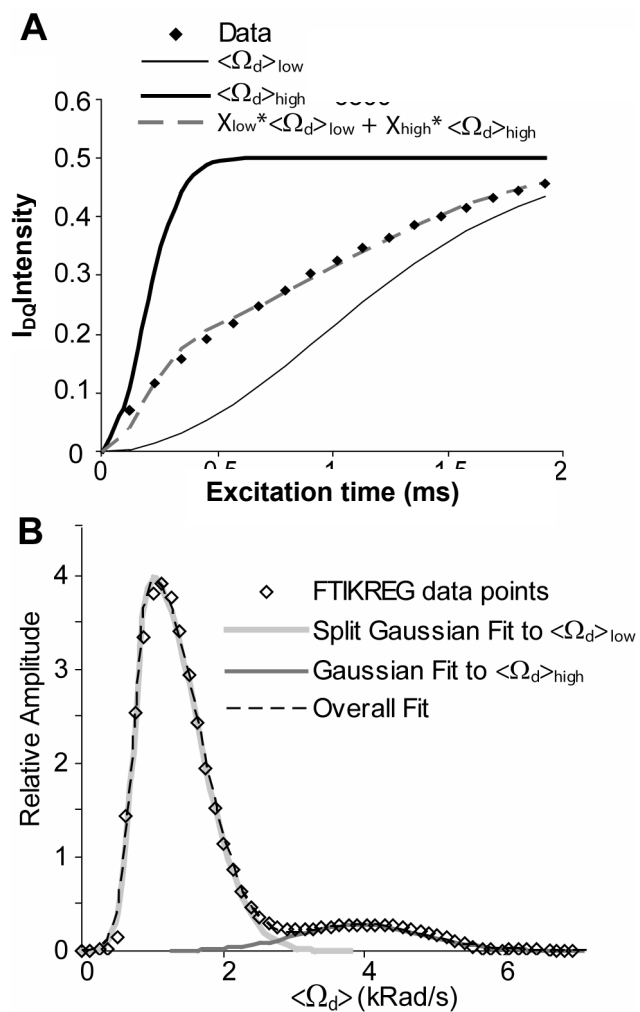 A
Data
<Ωd>low
<Ωd>high
Xlow*<Ωd>low + Xhigh*<Ωd>high
0.6
0.5
0.4
0.3
0.2
0.1
0
IDQIntensity
0 0.5 1 1.5 2
Excitation time (ms)
B
FTIKREG data points
Split Gaussian Fit to <Ωd>low
Gaussian Fit to <Ωd>high
Overall Fit
4
3
2
1
0
Relative Amplitude
0 2 4 6
<Ωd> (kRad/s)